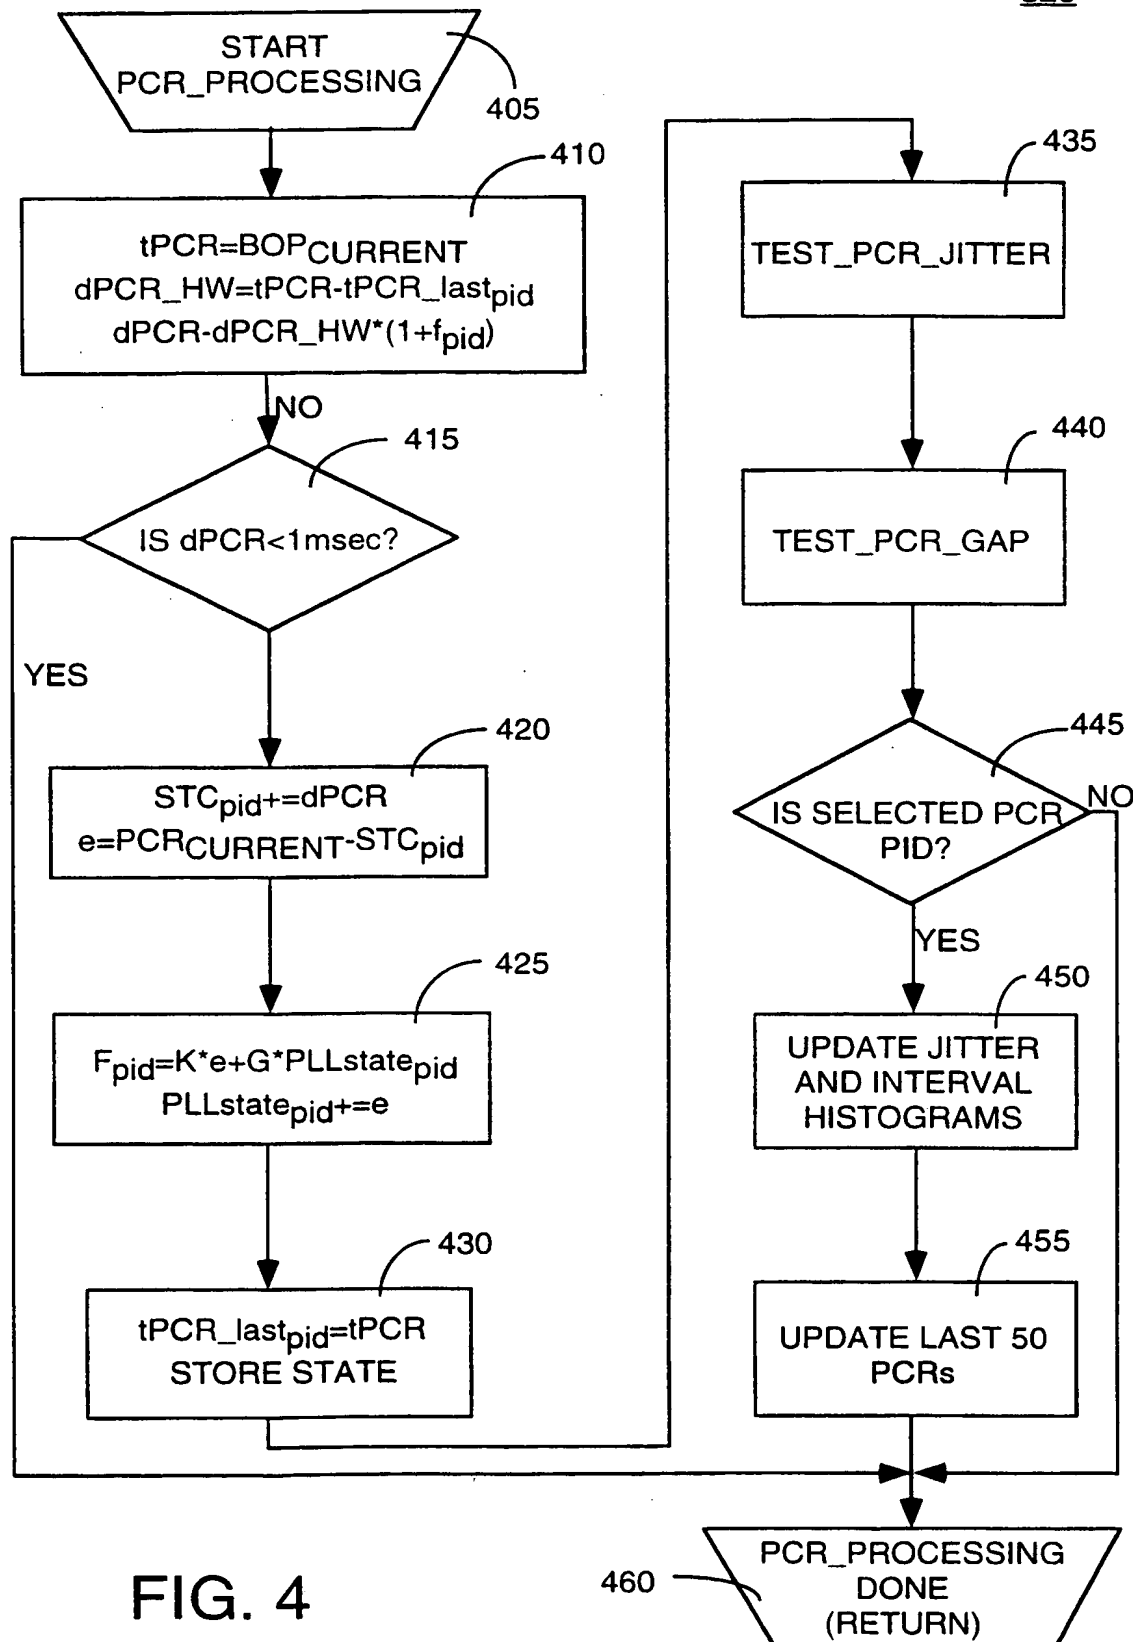 START
PCR_PROCESSING
405
410
tPCR=BOPCURRENT
dPCR_HW=tPCR-tPCR_lastpid
dPCR-dPCR_HW*(1+fpid)
NO
415
IS dPCR<1msec?
YES
420
STCpid+=dPCR
e=PCRCURRENT-STCpid
425
Fpid=K*e+G*PLLstatepid
PLLstatepid+=e
430
tPCR_lastpid=tPCR
STORE STATE
435
TEST_PCR_JITTER
440
TEST_PCR_GAP
445
NO
IS SELECTED PCR
PID?
YES
450
UPDATE JITTER
AND INTERVAL
HISTOGRAMS
455
UPDATE LAST 50
PCRs
460
PCR_PROCESSING
DONE
(RETURN)
FIG. 4